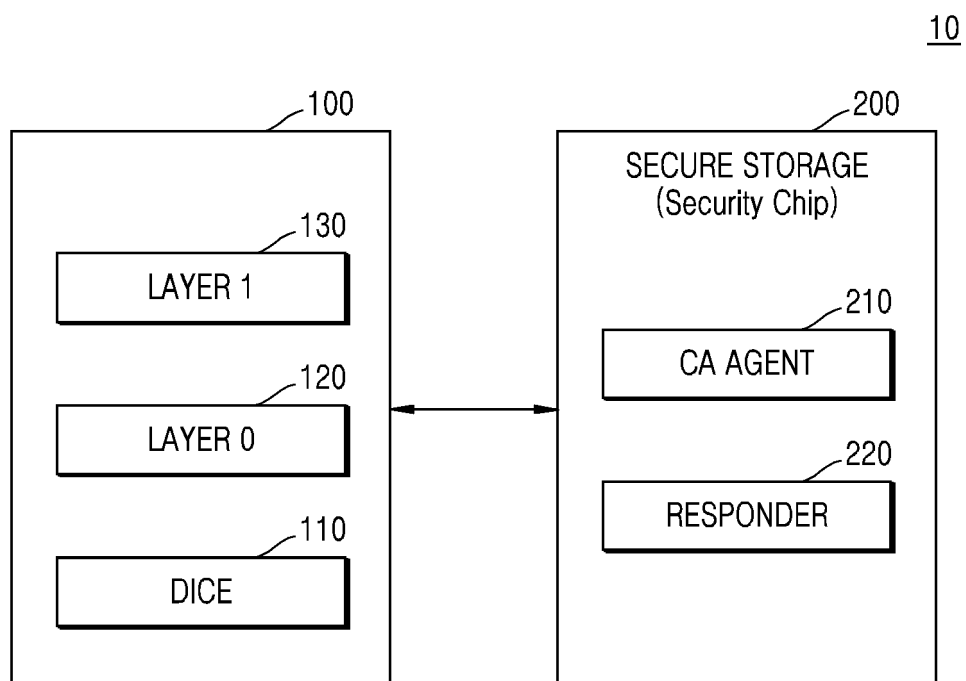 10
100
130
LAYER 1
120
LAYER 0
110
DICE
200
SECURE STORAGE
(Security Chip)
210
CA AGENT
220
RESPONDER